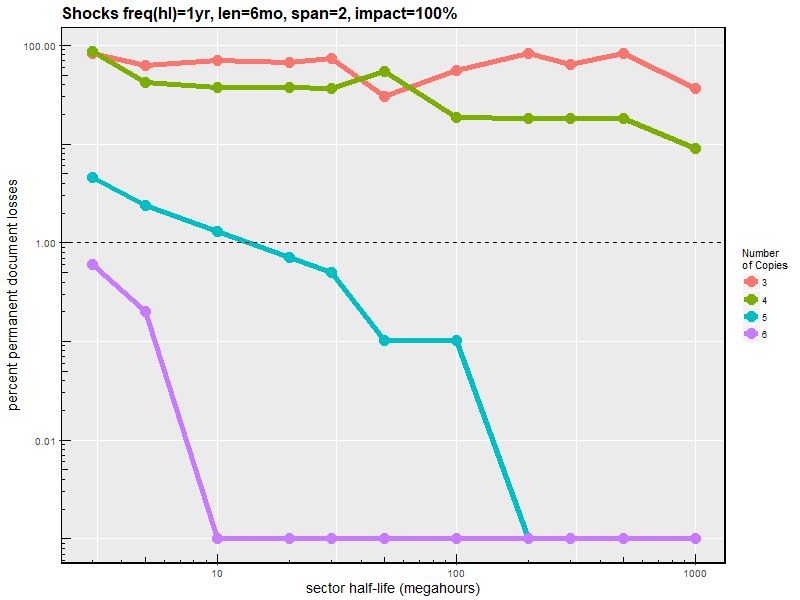 Shocks freq(hl)=1yr, len=6mo, span=2, impact=100%
percent permanent document losses
100.00
1.00
0.01
10
100
1000
sector half-life (megahours)
Number
of Copies
3
4
5
6